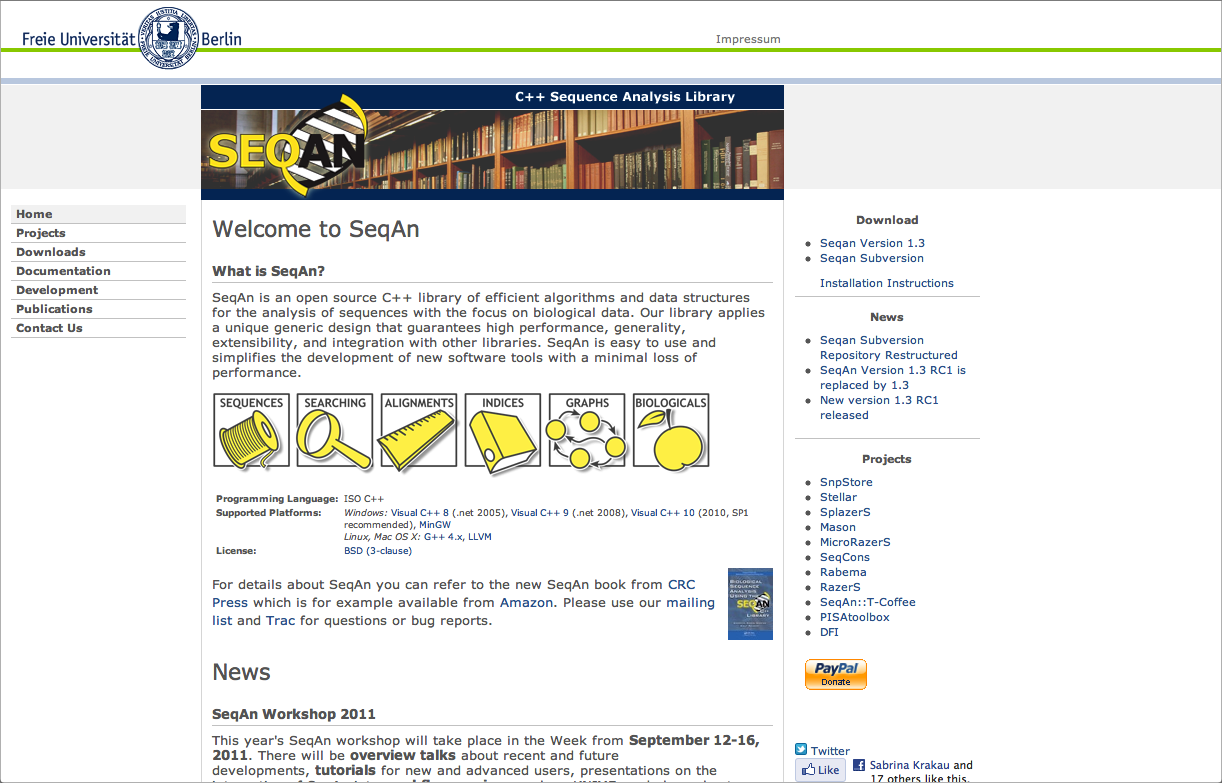 Freie Universität Berlin
Impressum
C++ Sequence Analysis Library
SEQAN
Home
Projects
Downloads
Documentation
Development
Publications
Contact Us
Welcome to SeqAn
What is SeqAn?
SeqAn is an open source C++ library of efficient algorithms and data structures
for the analysis of sequences with the focus on biological data. Our library applies
a unique generic design that guarantees high performance, generality,
extensibility, and integration with other libraries. SeqAn is easy to use and
simplifies the development of new software tools with a minimal loss of
performance.
SEQUENCES SEARCHING ALIGNMENTS INDICES GRAPHS BIOLOGICALS
Programming Language: ISO C++
Supported Platforms: Windows: Visual C++ 8 (.net 2005), Visual C++ 9 (.net 2008), Visual C++ 10 (2010, SP1
recommended), MinGW
Linux, Mac OS X: G++ 4.x, LLVM
License: BSD (3-clause)
For details about SeqAn you can refer to the new SeqAn book from CRC
Press which is for example available from Amazon. Please use our mailing
list and Trac for questions or bug reports.
BIOLOGICAL
SEQUENCE
ANALYSIS
USING THE
SEQAN
C++
LIBRARY
News
SeqAn Workshop 2011
This year's SeqAn workshop will take place in the Week from September 12-16,
2011. There will be overview talks about recent and future
developments, tutorials for new and advanced users, presentations on the
Download
Seqan Version 1.3
Seqan Subversion
Installation Instructions
News
Seqan Subversion
Repository Restructured
SeqAn Version 1.3 RC1 is
replaced by 1.3
New version 1.3 RC1
released
Projects
SnpStore
Stellar
SplazerS
Mason
MicroRazerS
SeqCons
Rabema
RazerS
SeqAn::T-Coffee
PISAtoolbox
DFI
PayPal
Donate
Twitter
Like
Sabrina Krakau and
17 others like this.